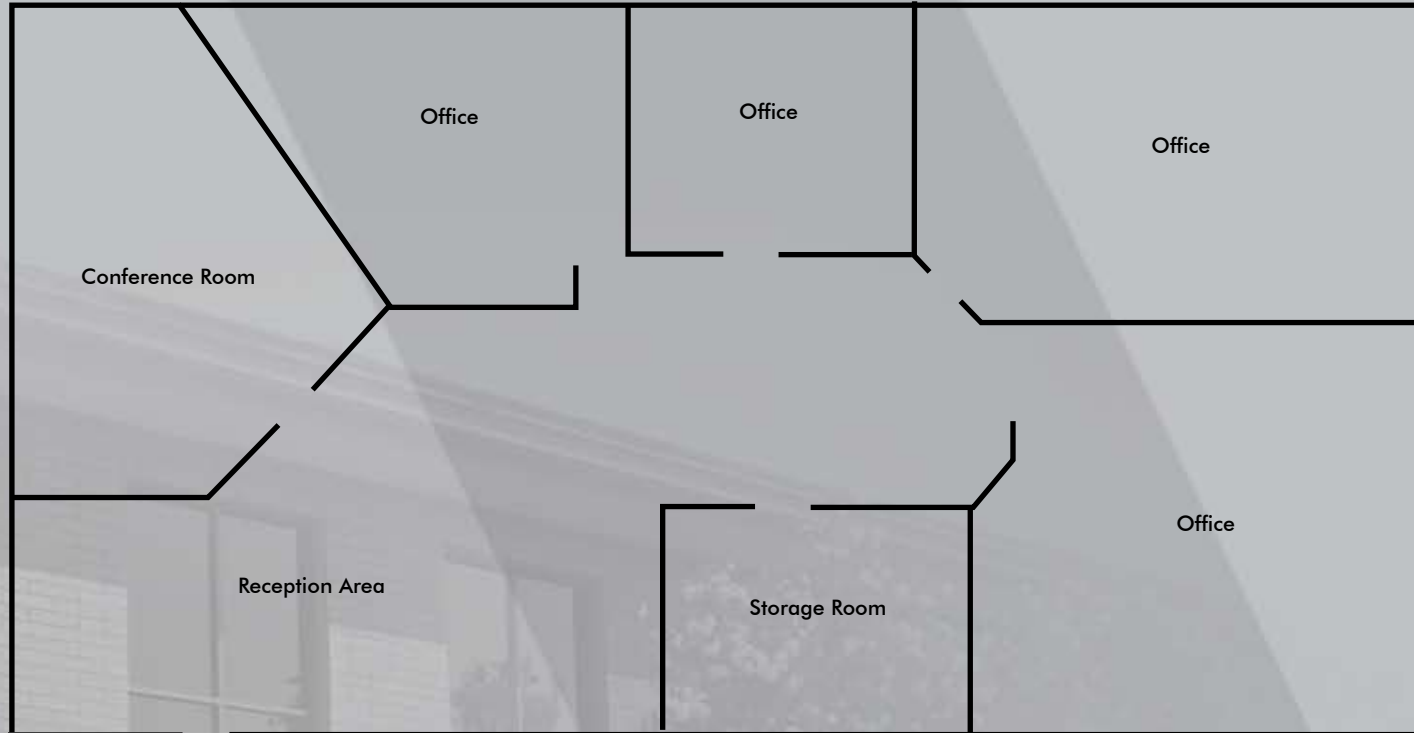 Office
Office
Office
Conference Room
Office
Reception Area
Storage Room